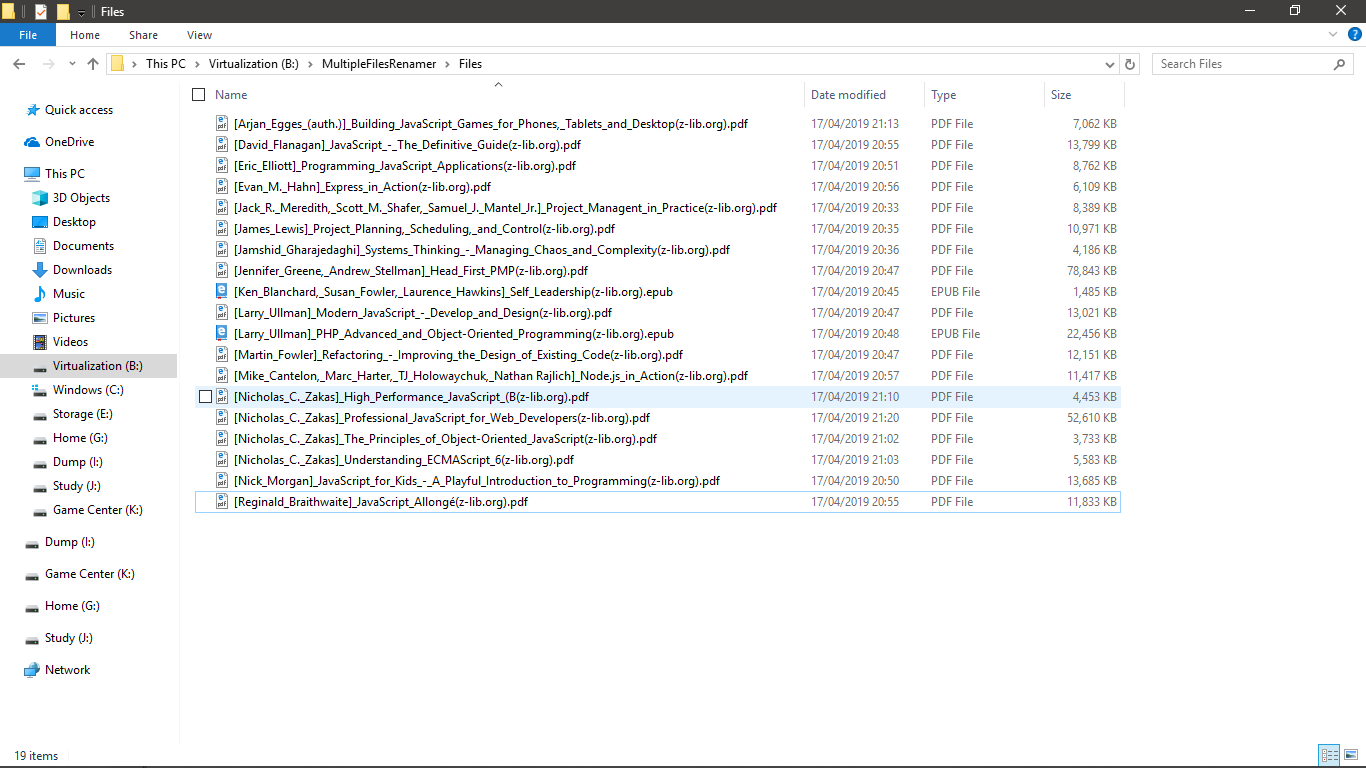 Files
File Home Share View
This PC Virtualization (B:) MultipleFilesRenamer Files Search Files
Quick access
OneDrive
This PC
3D Objects
Desktop
Documents
Downloads
Music
Pictures
Videos
Virtualization (B:)
Windows (C:)
Storage (E:)
Home (G:)
Dump (I:)
Study (J:)
Game Center (K:)
Dump (I:)
Game Center (K:)
Home (G:)
Study (J:)
Network
Name Date modified Type Size
[Arjan_Egges_(auth.)]_Building_JavaScript_Games_for_Phones,_Tablets_and_Desktop(z-lib.org).pdf 17/04/2019 21:13 PDF File 7,062 KB
[David_Flanagan]_JavaScript_-_The_Definitive_Guide(z-lib.org).pdf 17/04/2019 20:55 PDF File 13,799 KB
[Eric_Elliott]_Programming_JavaScript_Applications(z-lib.org).pdf 17/04/2019 20:51 PDF File 8,762 KB
[Evan_M._Hahn]_Express_in_Action(z-lib.org).pdf 17/04/2019 20:56 PDF File 6,109 KB
[Jack_R._Meredith,_Scott_M._Shafer,_Samuel_J._Mantel_Jr.]_Project_Managent_in_Practice(z-lib.org).pdf 17/04/2019 20:33 PDF File 8,389 KB
[James_Lewis]_Project_Planning,_Scheduling,_and_Control(z-lib.org).pdf 17/04/2019 20:35 PDF File 10,971 KB
[Jamshid_Gharajedaghi]_Systems_Thinking_-_Managing_Chaos_and_Complexity(z-lib.org).pdf 17/04/2019 20:36 PDF File 4,186 KB
[Jennifer_Greene,_Andrew_Stellman]_Head_First_PMP(z-lib.org).pdf 17/04/2019 20:47 PDF File 78,843 KB
[Ken_Blanchard,_Susan_Fowler,_Laurence_Hawkins]_Self_Leadership(z-lib.org).epub 17/04/2019 20:45 EPUB File 1,485 KB
[Larry_Ullman]_Modern_JavaScript_-_Develop_and_Design(z-lib.org).pdf 17/04/2019 20:47 PDF File 13,021 KB
[Larry_Ullman]_PHP_Advanced_and_Object-Oriented_Programming(z-lib.org).epub 17/04/2019 20:48 EPUB File 22,456 KB
[Martin_Fowler]_Refactoring_-_Improving_the_Design_of_Existing_Code(z-lib.org).pdf 17/04/2019 20:47 PDF File 12,151 KB
[Mike_Cantelon,_Marc_Harter,_TJ_Holowaychuk,_Nathan Rajlich]_Node.js_in_Action(z-lib.org).pdf 17/04/2019 20:57 PDF File 11,417 KB
[Nicholas_C._Zakas]_High_Performance_JavaScript_(B(z-lib.org).pdf 17/04/2019 21:10 PDF File 4,453 KB
[Nicholas_C._Zakas]_Professional_JavaScript_for_Web_Developers(z-lib.org).pdf 17/04/2019 21:20 PDF File 52,610 KB
[Nicholas_C._Zakas]_The_Principles_of_Object-Oriented_JavaScript(z-lib.org).pdf 17/04/2019 21:02 PDF File 3,733 KB
[Nicholas_C._Zakas]_Understanding_ECMAScript_6(z-lib.org).pdf 17/04/2019 21:03 PDF File 5,583 KB
[Nick_Morgan]_JavaScript_for_Kids_-_A_Playful_Introduction_to_Programming(z-lib.org).pdf 17/04/2019 20:50 PDF File 13,685 KB
[Reginald_Braithwaite]_JavaScript_Allongé(z-lib.org).pdf 17/04/2019 20:55 PDF File 11,833 KB
19 items